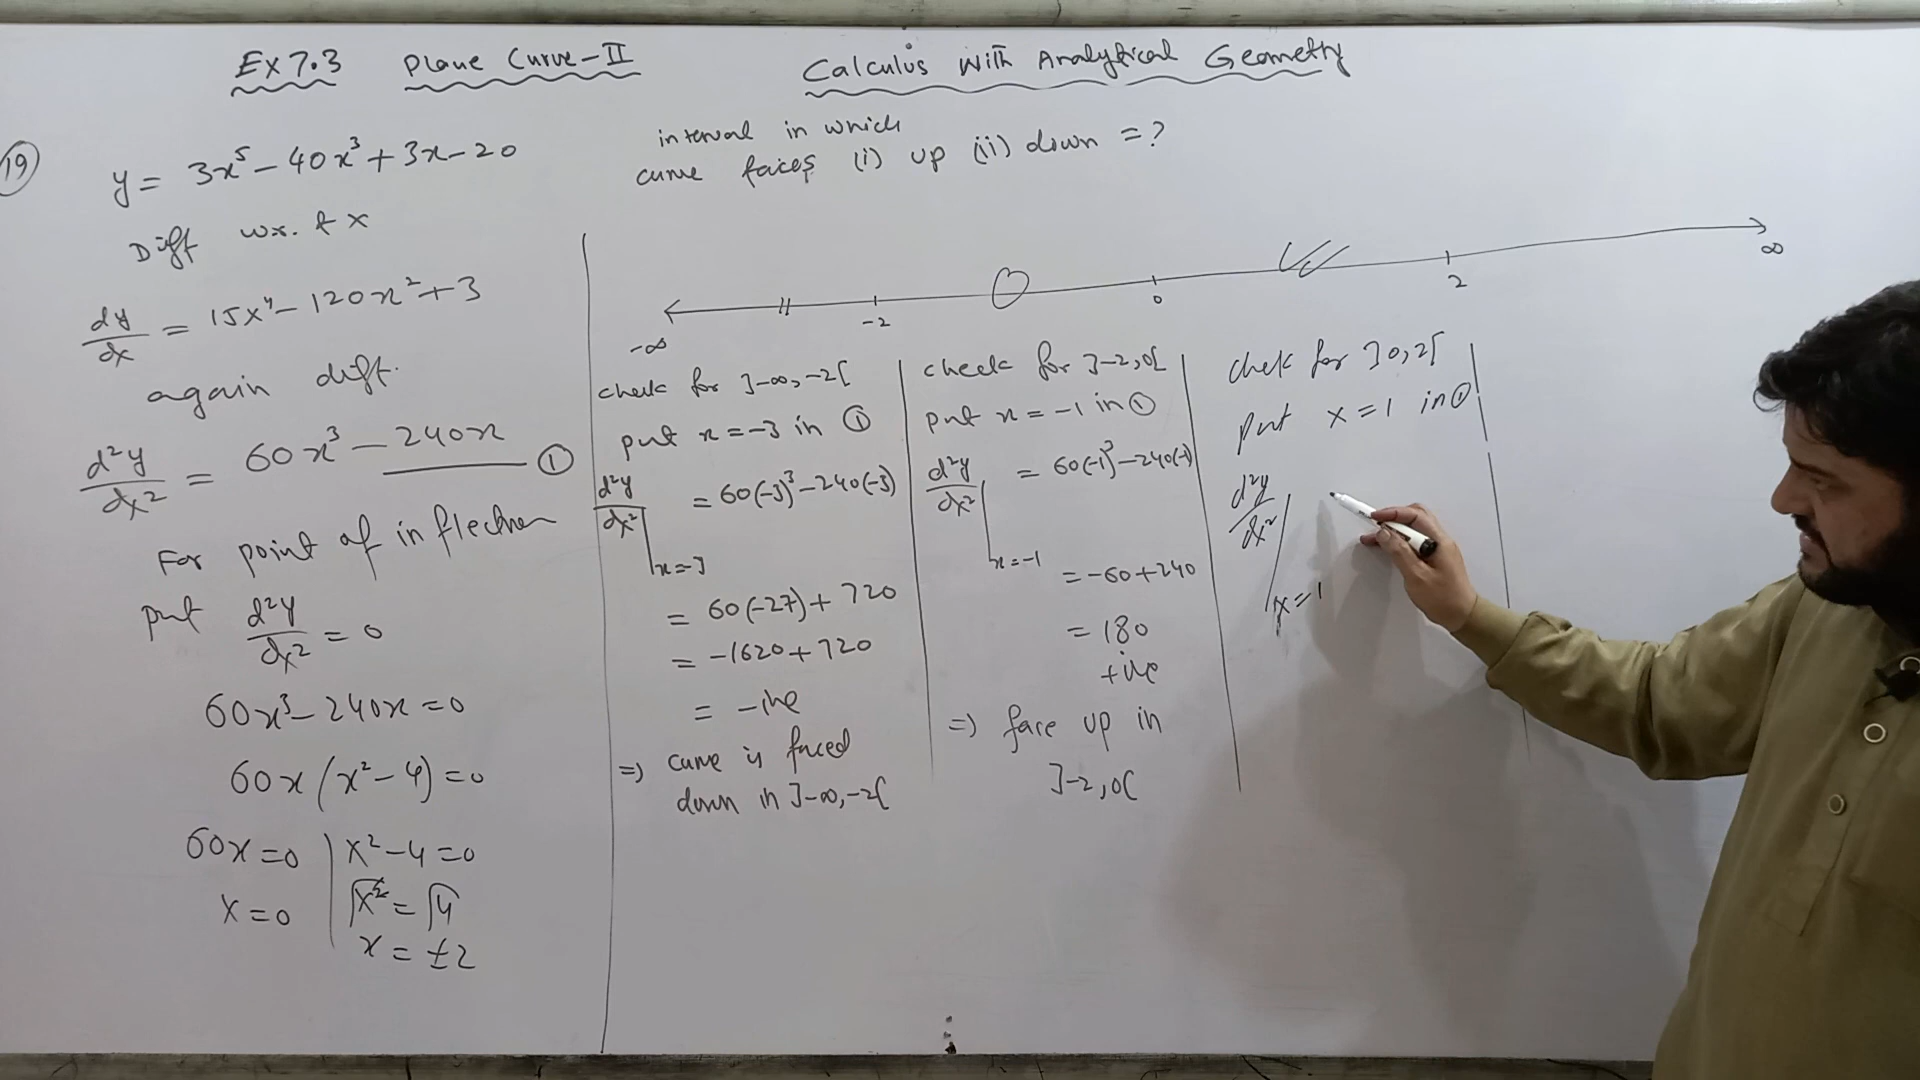 Ex 7.3 Plane Curve-II Calculus With Analytical Geometry
(19)
y = 3x⁵ - 40x³ + 3x - 20
Diff w.r.t x
dy/dx = 15x⁴ - 120x² + 3
again diff.
d²y/dx² = 60x³ - 240x ①
For point of inflection
put d²y/dx² = 0
60x³ - 240x = 0
60x (x² - 4) = 0
60x = 0 | x² - 4 = 0
x = 0 | √x² = √4
x = ±2
interval in which
curve faces (i) up (ii) down = ?
-∞ -2 0 2 ∞
check for ]-∞, -2[
put x = -3 in ①
d²y/dx² | x = -3 = 60(-3)³ - 240(-3)
= 60(-27) + 720
= -1620 + 720
= -ive
⇒ curve is faced
down in ]-∞, -2[
check for ]-2, 0[
put x = -1 in ①
d²y/dx² | x = -1 = 60(-1)³ - 240(-1)
= -60 + 240
= 180
+ive
⇒ face up in
]-2, 0[
Chek for ]0, 2[
put x = 1 in ①
d²y/dx² | x = 1